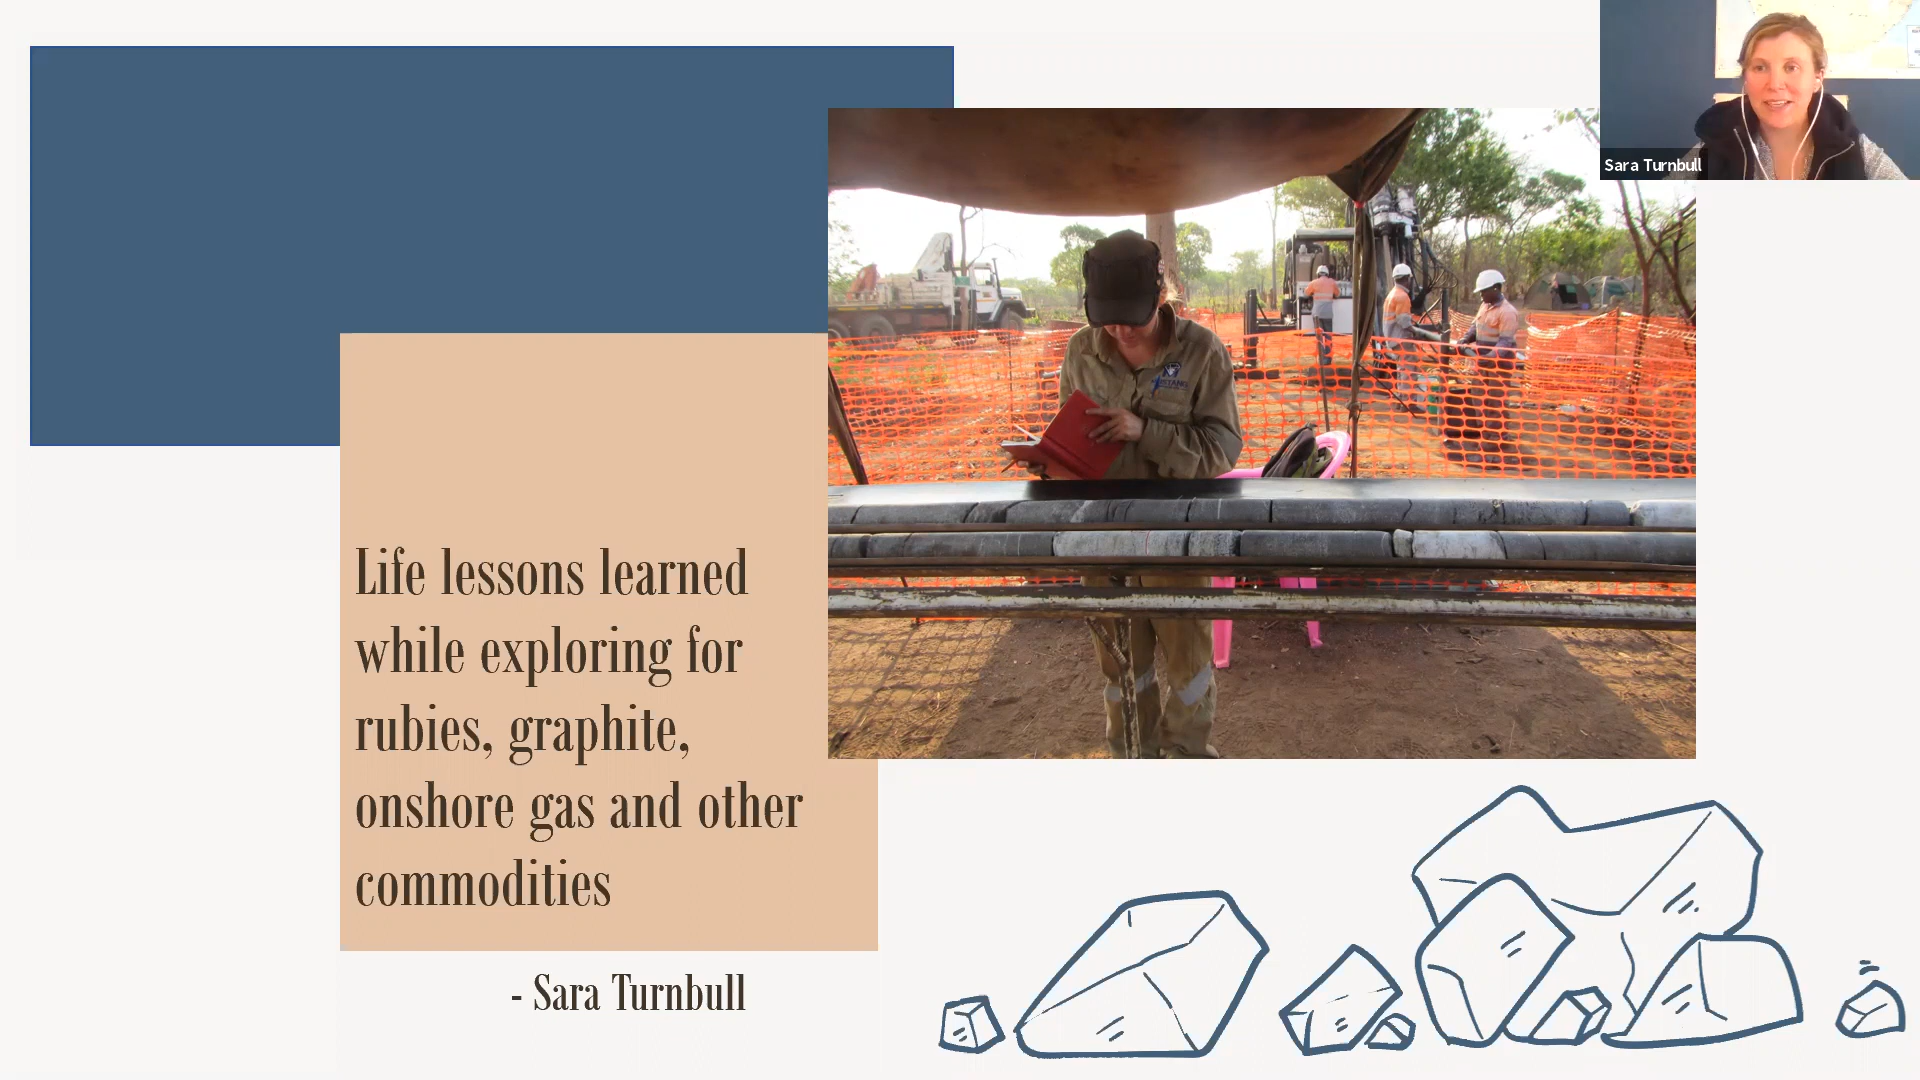 Sara Turnbull
Life lessons learned
while exploring for
rubies, graphite,
onshore gas and other
commodities
- Sara Turnbull